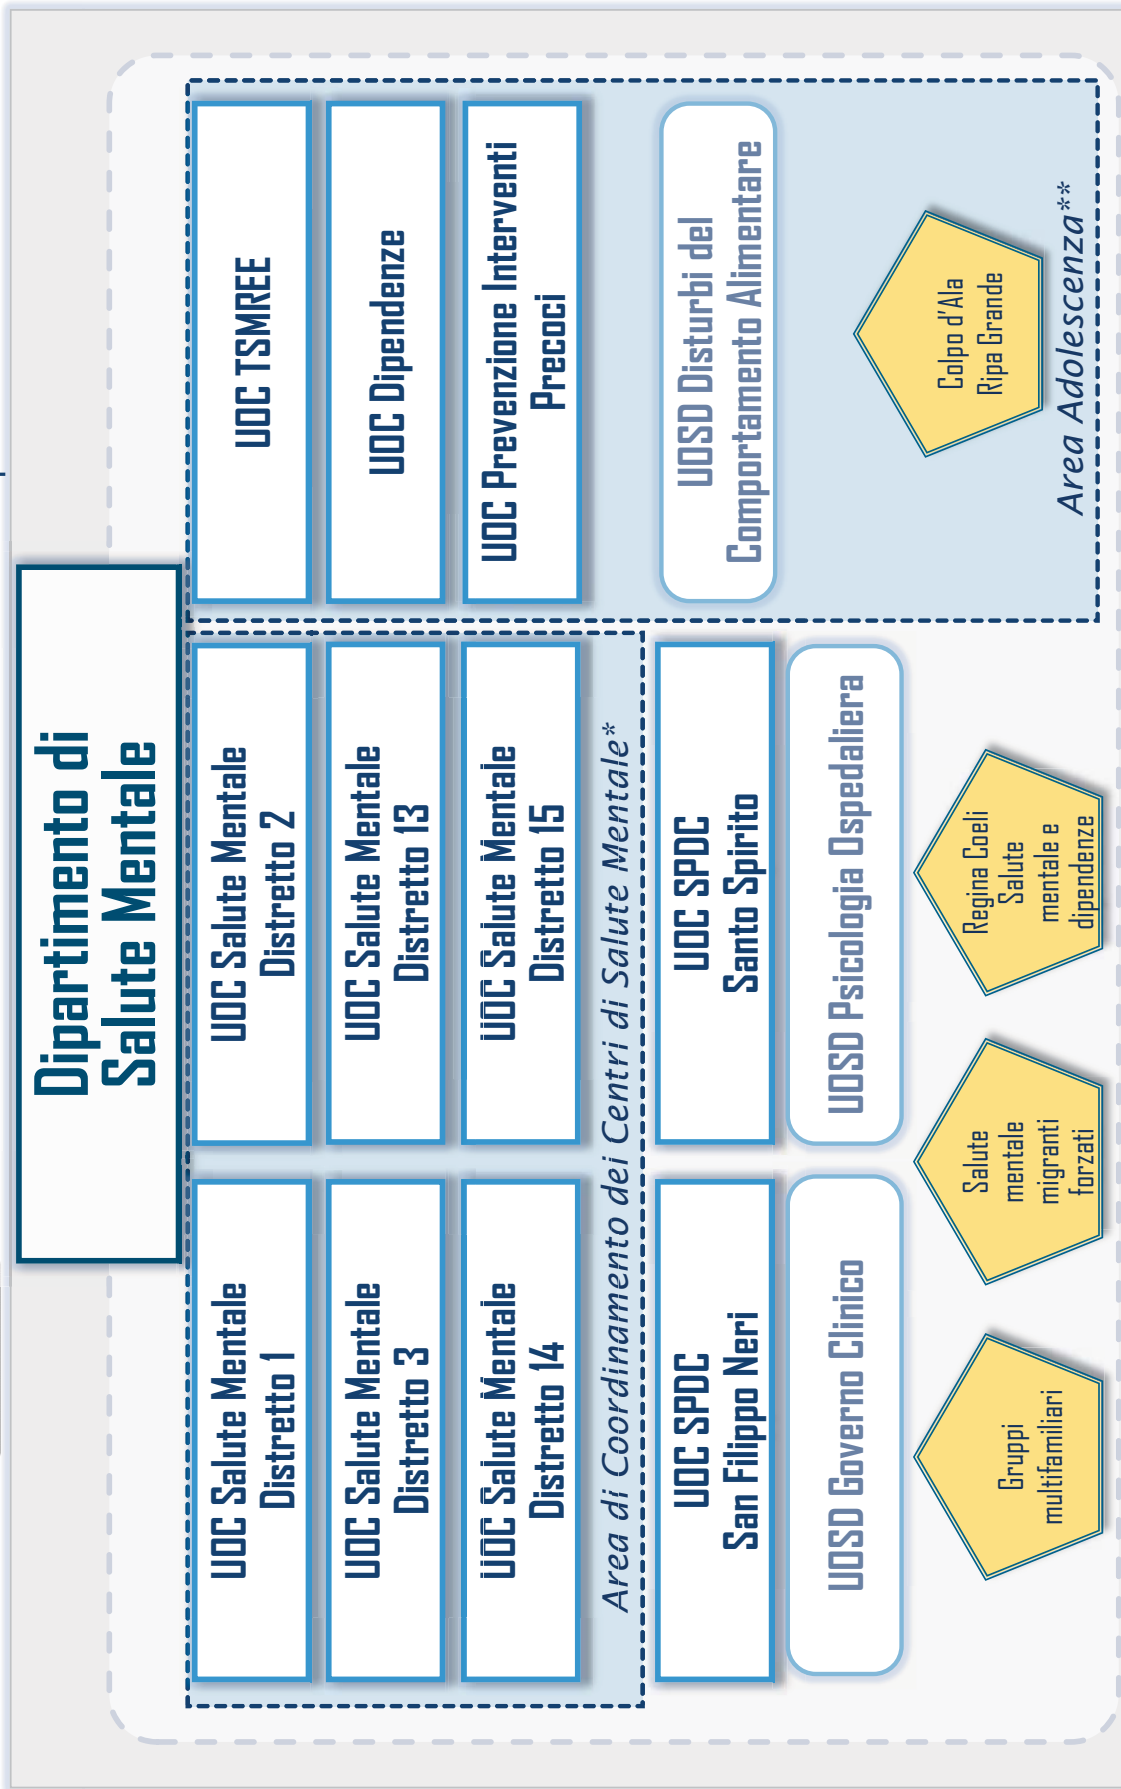 Dipartimento di
Salute Mentale
UOC Salute Mentale
Distretto 1
UOC Salute Mentale
Distretto 2
UOC TSMREE
UOC Salute Mentale
Distretto 3
UOC Salute Mentale
Distretto 13
UOC Dipendenze
UOC Salute Mentale
Distretto 14
UOC Salute Mentale
Distretto 15
UOC Prevenzione Interventi
Precoci
Area di Coordinamento dei Centri di Salute Mentale*
UOC SPDC
San Filippo Neri
UOC SPDC
Santo Spirito
UOSD Disturbi del
Comportamento Alimentare
UOSD Governo Clinico
UOSD Psicologia Ospedaliera
Gruppi
multifamiliari
Salute
mentale
migranti
forzati
Regina Coeli
Salute
mentale e
dipendenze
Colpo d'Ala
Ripa Grande
Area Adolescenza**